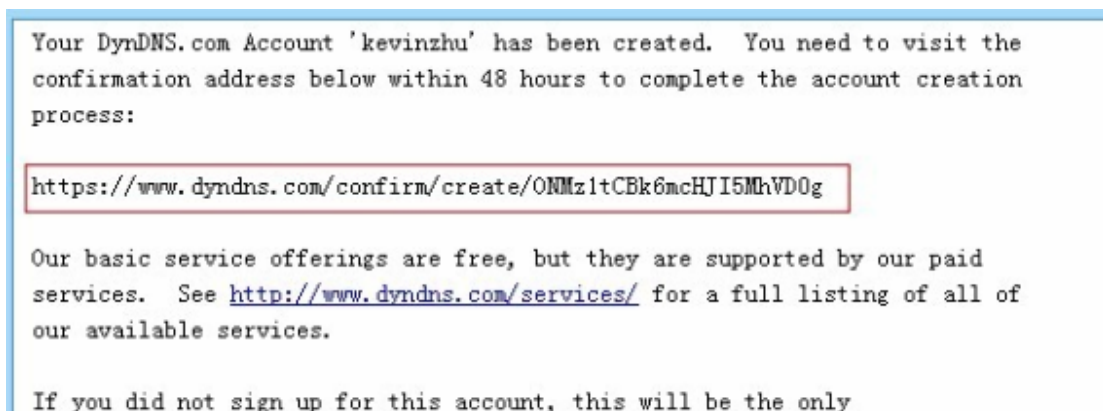 Your DynDNS.com Account 'kevinzhu' has been created.  You need to visit the
confirmation address below within 48 hours to complete the account creation
process:
https://www.dyndns.com/confirm/create/ONMz1tCBk6mcHJI5MhVD0g
Our basic service offerings are free, but they are supported by our paid
services.  See http://www.dyndns.com/services/ for a full listing of all of
our available services.
If you did not sign up for this account, this will be the only